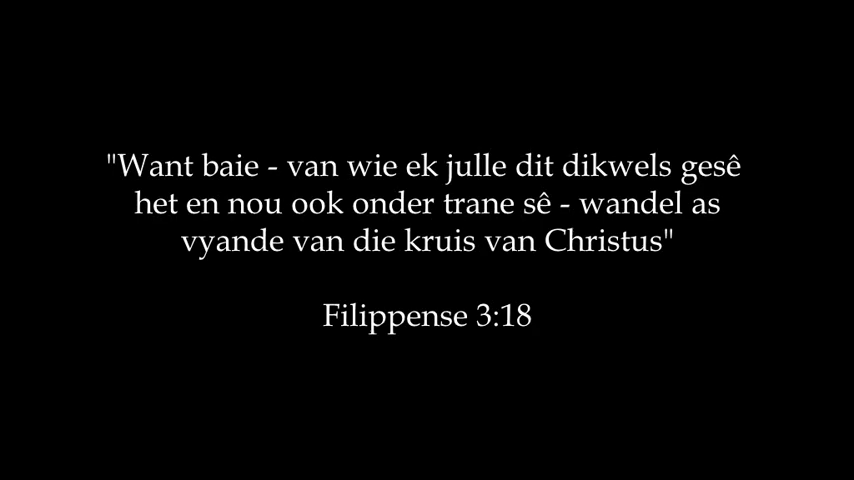 "Want baie - van wie ek julle dit dikwels gesê
het en nou ook onder trane sê - wandel as
vyande van die kruis van Christus"
Filippense 3:18